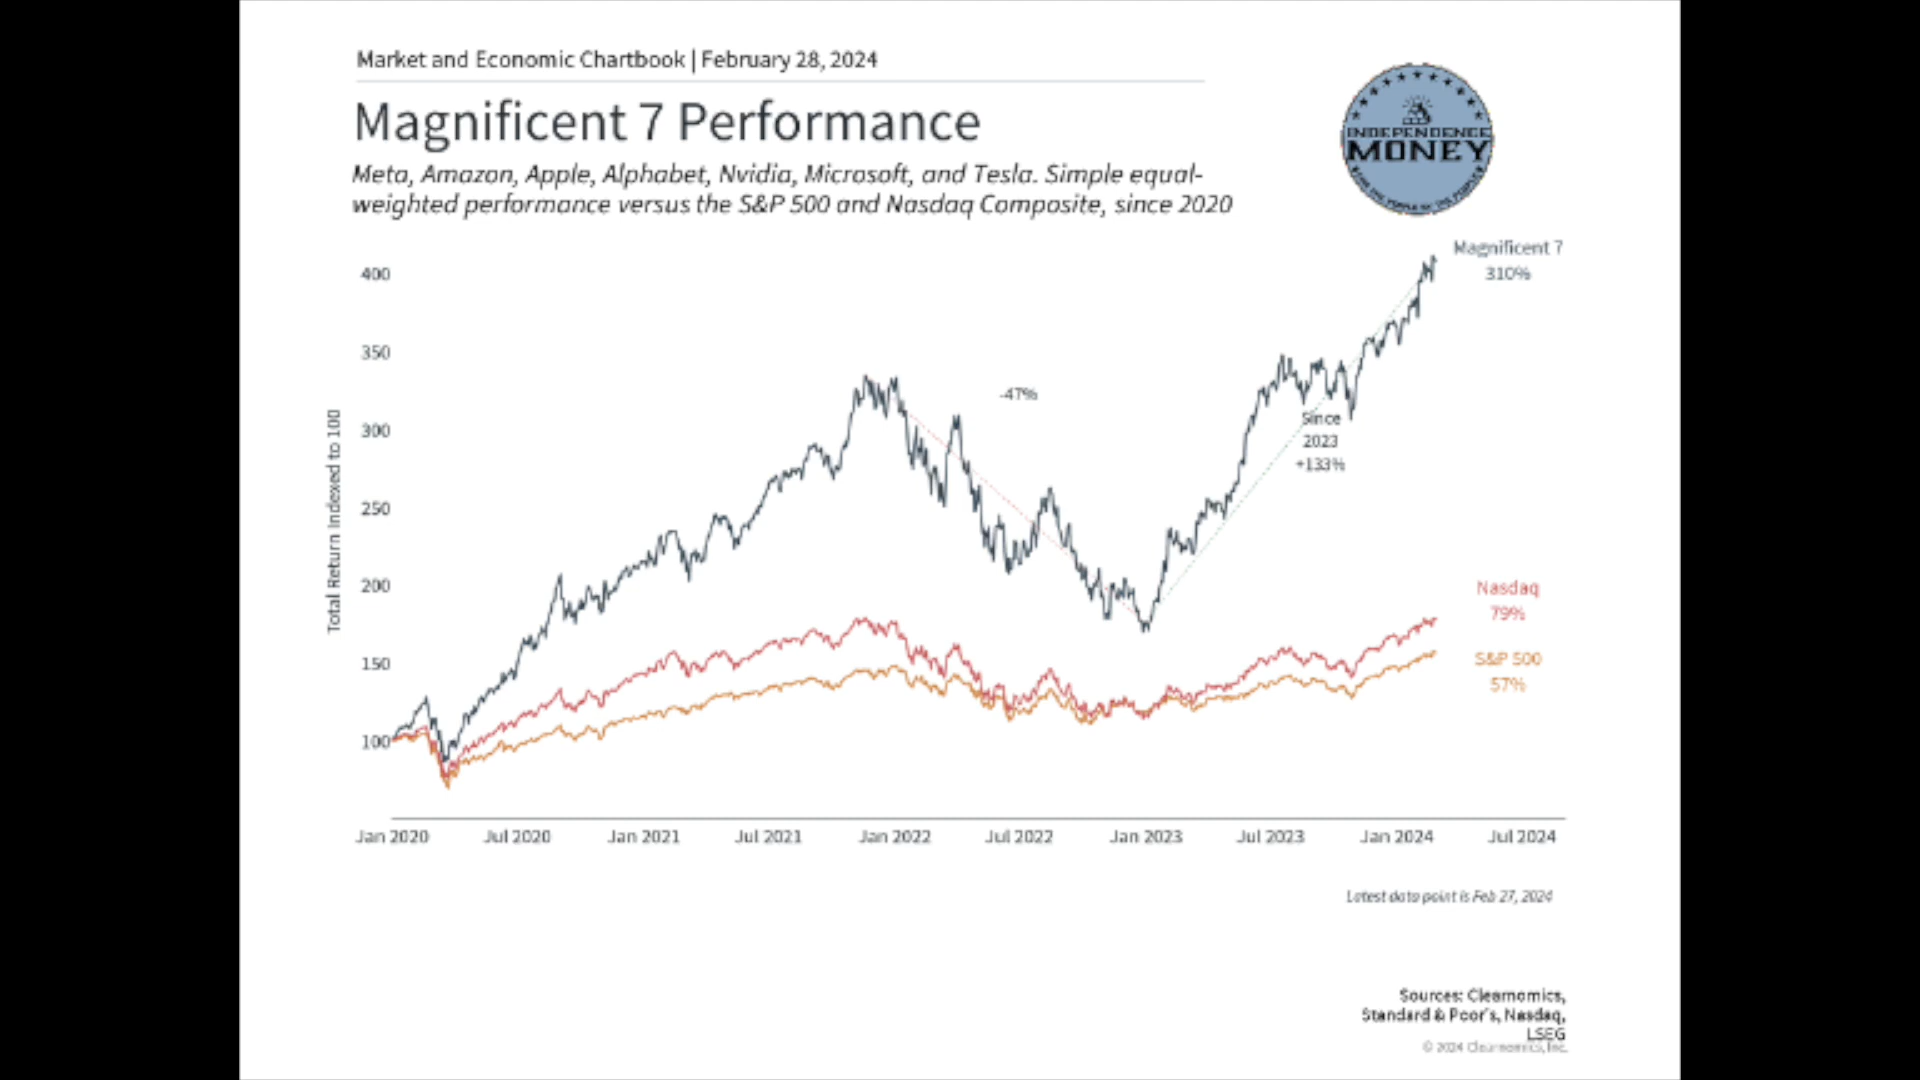 Market and Economic Chartbook | February 28, 2024
Magnificent 7 Performance
Meta, Amazon, Apple, Alphabet, Nvidia, Microsoft, and Tesla. Simple equal-
weighted performance versus the S&P 500 and Nasdaq Composite, since 2020
INDEPENDENCE
MONEY
Magnificent 7
310%
400
350
300
250
200
150
100
Total Return Indexed to 100
-47%
Since
2023
+133%
Nasdaq
79%
S&P 500
57%
Jan 2020 Jul 2020 Jan 2021 Jul 2021 Jan 2022 Jul 2022 Jan 2023 Jul 2023 Jan 2024 Jul 2024
Latest data point is Feb 27, 2024
Sources: Clearnomics,
Standard & Poor's, Nasdaq,
LSEG
© 2024 Clearnomics, Inc.